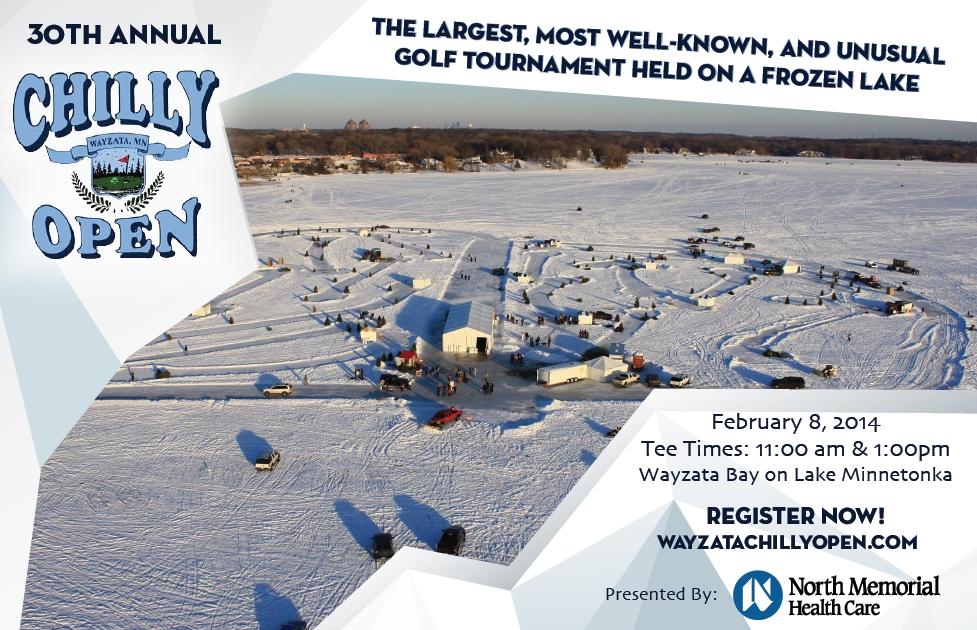 30TH ANNUAL
CHILLY
WAYZATA, MN
OPEN
THE LARGEST, MOST WELL-KNOWN, AND UNUSUAL
GOLF TOURNAMENT HELD ON A FROZEN LAKE
February 8, 2014
Tee Times: 11:00 am & 1:00pm
Wayzata Bay on Lake Minnetonka
REGISTER NOW!
WAYZATACHILLYOPEN.COM
Presented By:
North Memorial
Health Care